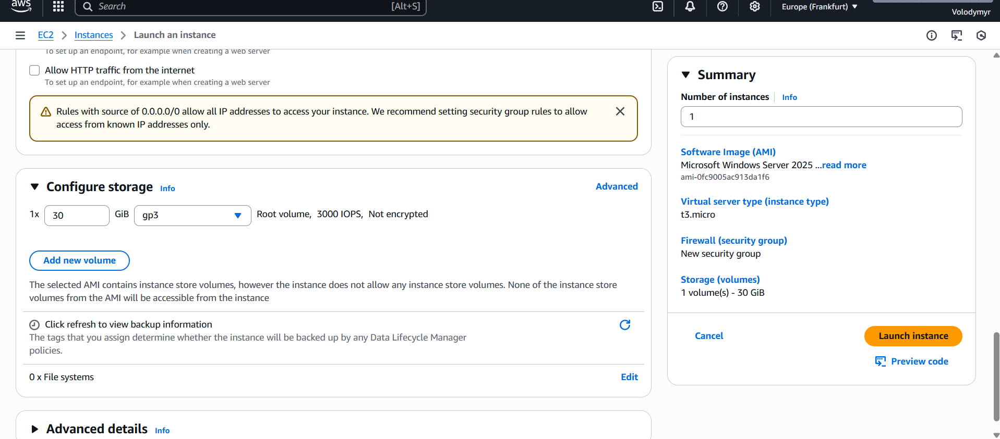 aws
Search
[Alt+S]
Europe (Frankfurt)
Volodymyr
EC2
Instances
Launch an instance
To set up an endpoint, for example when creating a web server
Allow HTTP traffic from the internet
To set up an endpoint, for example when creating a web server
Rules with source of 0.0.0.0/0 allow all IP addresses to access your instance. We recommend setting security group rules to allow
access from known IP addresses only.
Configure storage Info
Advanced
1x 30 GiB gp3 Root volume, 3000 IOPS, Not encrypted
Add new volume
The selected AMI contains instance store volumes, however the instance does not allow any instance store volumes. None of the instance store
volumes from the AMI will be accessible from the instance
Click refresh to view backup information
The tags that you assign determine whether the instance will be backed up by any Data Lifecycle Manager
policies.
0 x File systems
Edit
Advanced details Info
Summary
Number of instances Info
1
Software Image (AMI)
Microsoft Windows Server 2025 ...read more
ami-0fc9005ac913da1f6
Virtual server type (instance type)
t3.micro
Firewall (security group)
New security group
Storage (volumes)
1 volume(s) - 30 GiB
Cancel
Launch instance
Preview code